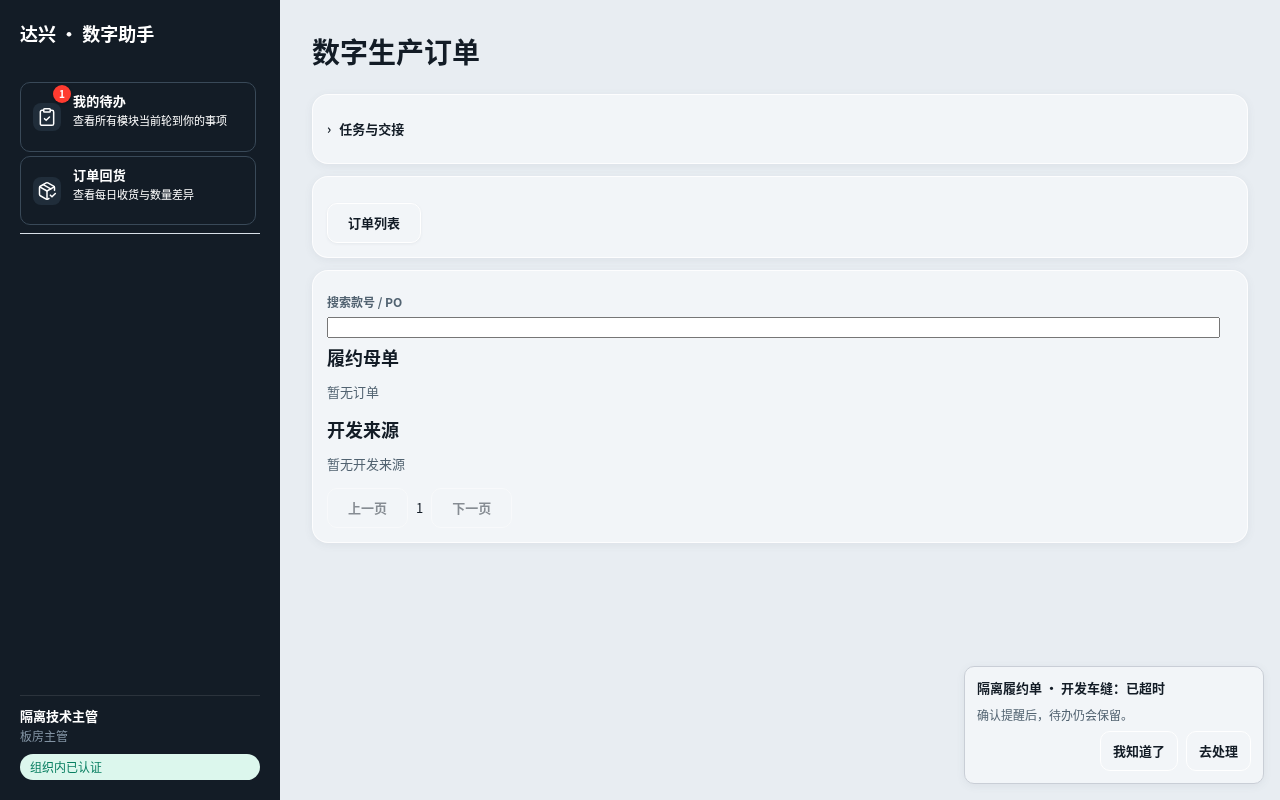 达兴 · 数字助手
1
我的待办
查看所有模块当前轮到你的事项
订单回货
查看每日收货与数量差异
隔离技术主管
板房主管
组织内已认证
数字生产订单
› 任务与交接
订单列表
搜索款号 / PO
履约母单
暂无订单
开发来源
暂无开发来源
上一页 1 下一页
隔离履约单 · 开发车缝：已超时
确认提醒后，待办仍会保留。
我知道了 去处理